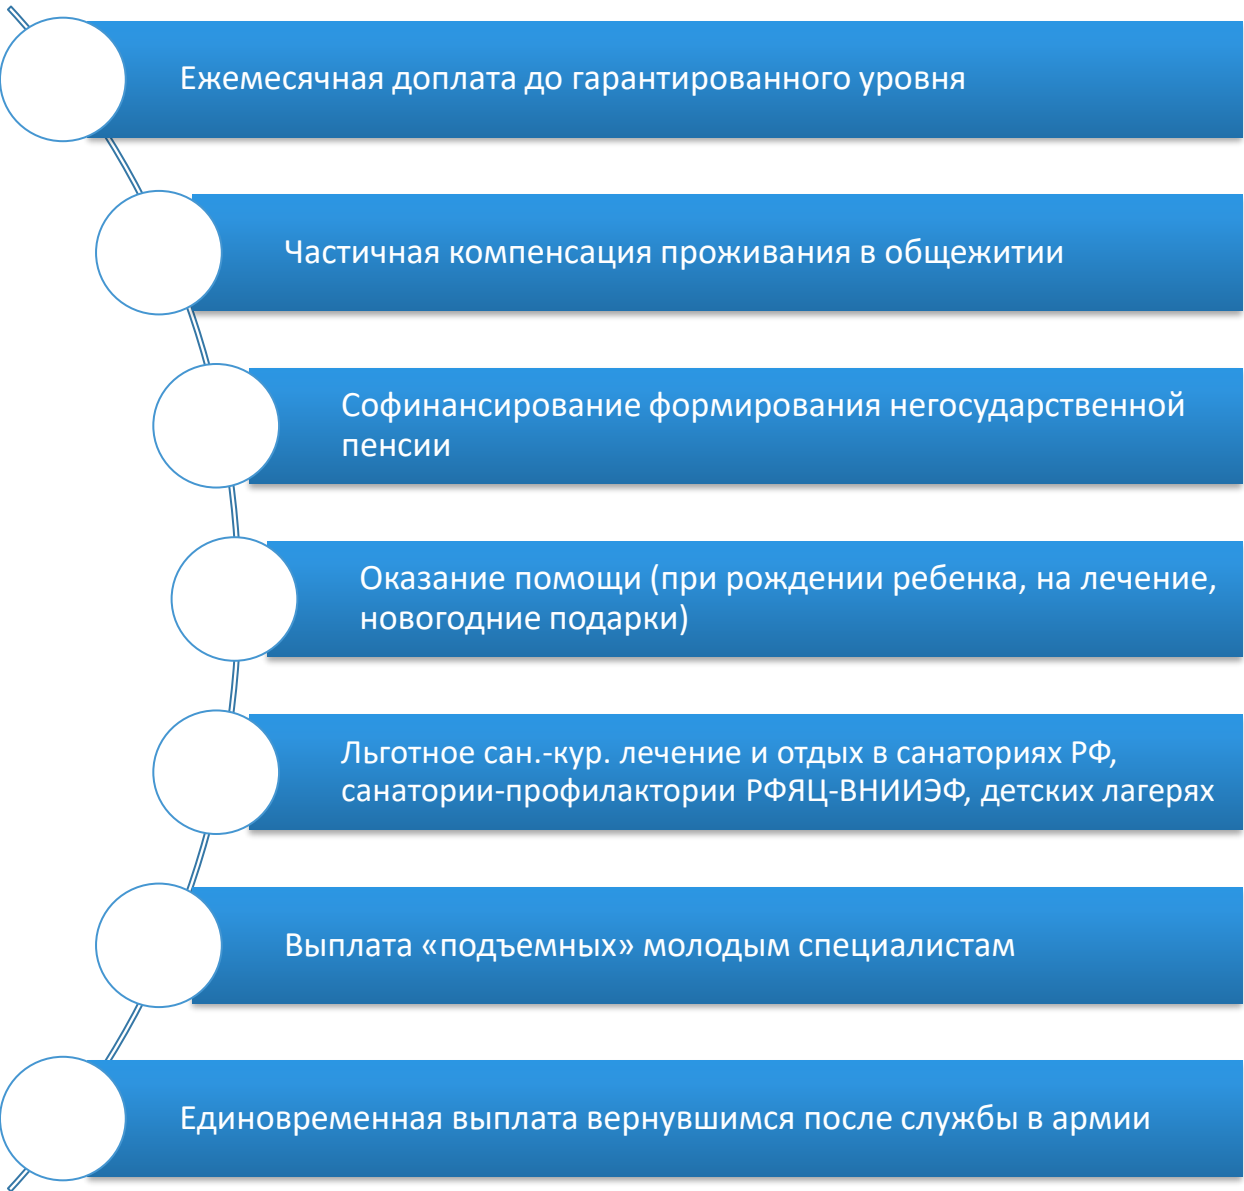 Ежемесячная доплата до гарантированного уровня
Частичная компенсация проживания в общежитии
Софинансирование формирования негосударственной
пенсии
Оказание помощи (при рождении ребенка, на лечение,
новогодние подарки)
Льготное сан.-кур. лечение и отдых в санаториях РФ,
санатории-профилактории РФЯЦ-ВНИИЭФ, детских лагерях
Выплата «подъемных» молодым специалистам
Единовременная выплата вернувшимся после службы в армии